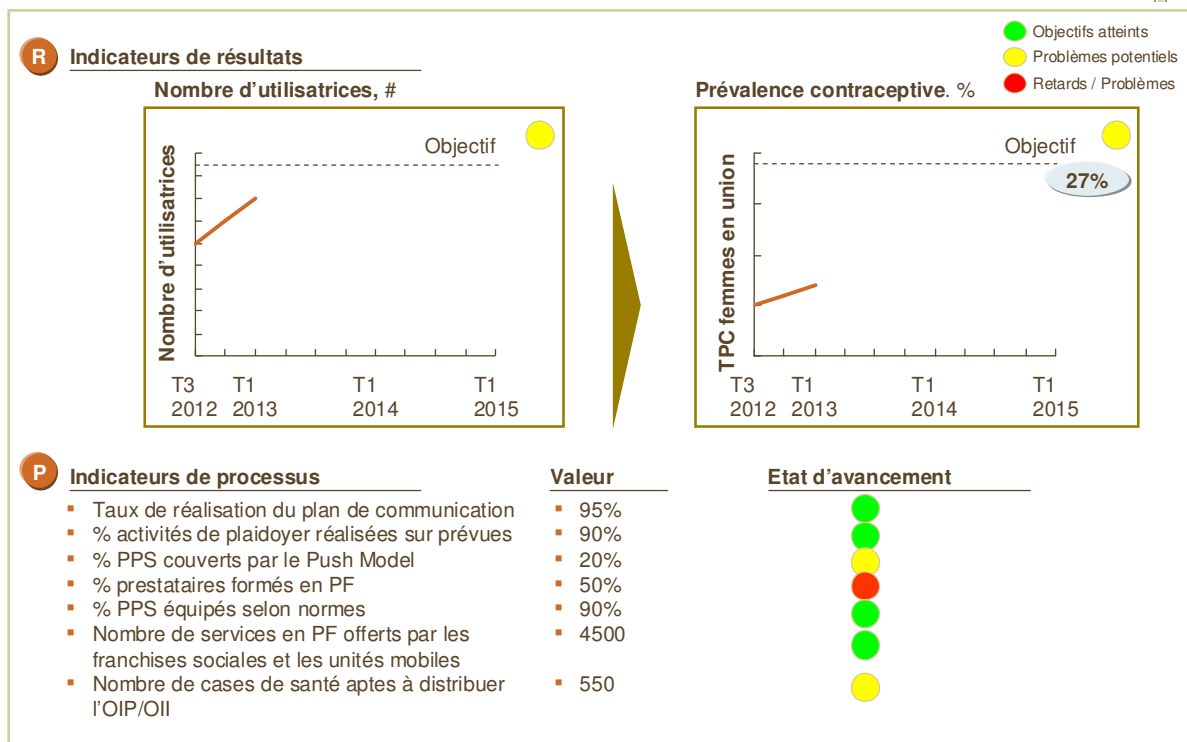 Objectifs atteints
Problèmes potentiels
Retards / Problèmes
R
Indicateurs de résultats
Nombre d'utilisatrices, #
Objectif
Nombre d'utilisatrices
T3 T1 T1 T1
2012 2013 2014 2015
Prévalence contraceptive. %
Objectif
27%
TPC femmes en union
T3 T1 T1 T1
2012 2013 2014 2015
P
Indicateurs de processus Valeur Etat d'avancement
▪ Taux de réalisation du plan de communication ▪ 95%
▪ % activités de plaidoyer réalisées sur prévues ▪ 90%
▪ % PPS couverts par le Push Model ▪ 20%
▪ % prestataires formés en PF ▪ 50%
▪ % PPS équipés selon normes ▪ 90%
▪ Nombre de services en PF offerts par les ▪ 4500
franchises sociales et les unités mobiles
▪ Nombre de cases de santé aptes à distribuer ▪ 550
l'OIP/OII